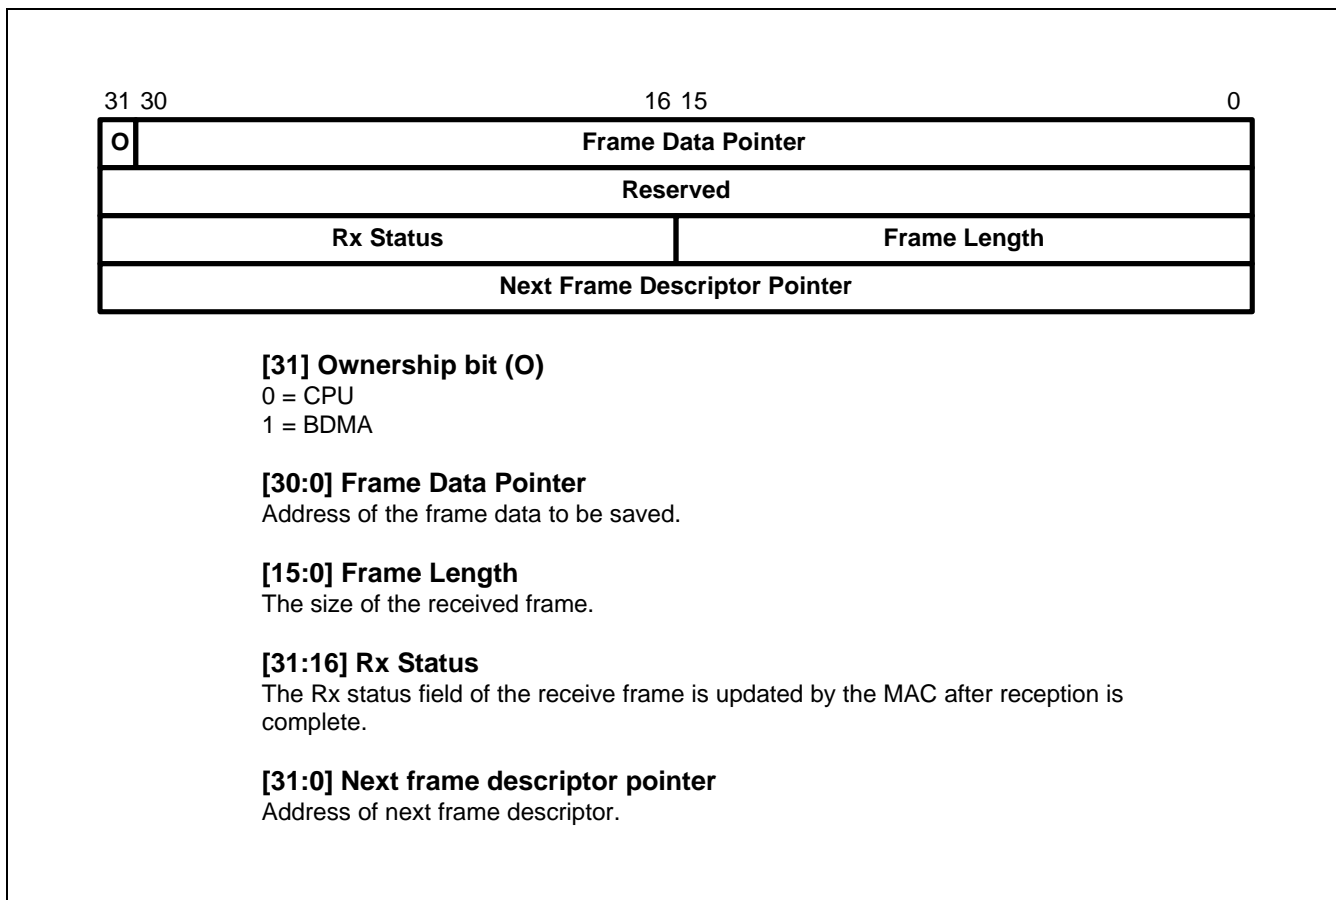 31 30 16 15 0
O Frame Data Pointer
Reserved
Rx Status Frame Length
Next Frame Descriptor Pointer
[31] Ownership bit (O)
0 = CPU
1 = BDMA
[30:0] Frame Data Pointer
Address of the frame data to be saved.
[15:0] Frame Length
The size of the received frame.
[31:16] Rx Status
The Rx status field of the receive frame is updated by the MAC after reception is
complete.
[31:0] Next frame descriptor pointer
Address of next frame descriptor.